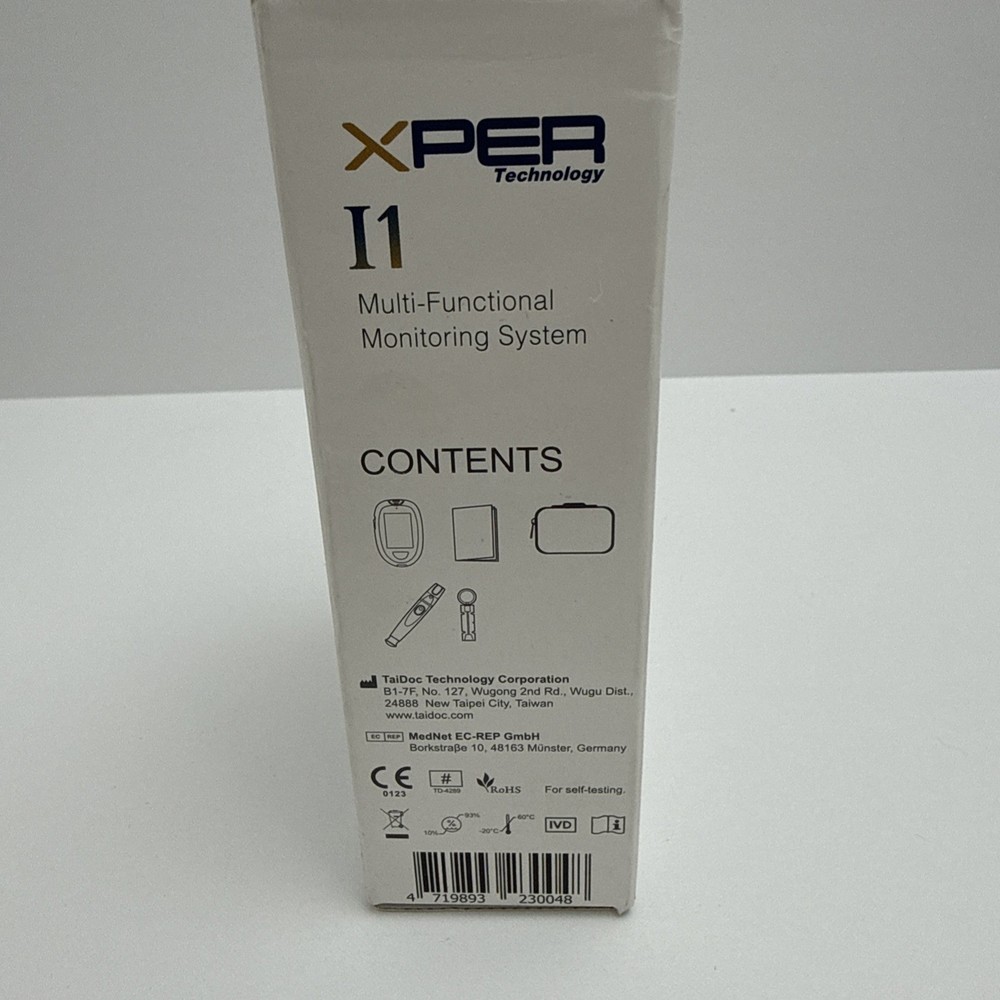 XPER
Technology
I1
Multi-Functional
Monitoring System
CONTENTS
TaiDoc Technology Corporation
B1-7F, No. 127, Wugong 2nd Rd., Wugu Dist.,
24888 New Taipei City, Taiwan
www.taidoc.com
EC REP MedNet EC-REP GmbH
Borkstraße 10, 48163 Münster, Germany
CE 0123 # TD-4289 RoHS For self-testing.
10% % 93% -20°C 60°C IVD i
4 719893 230048